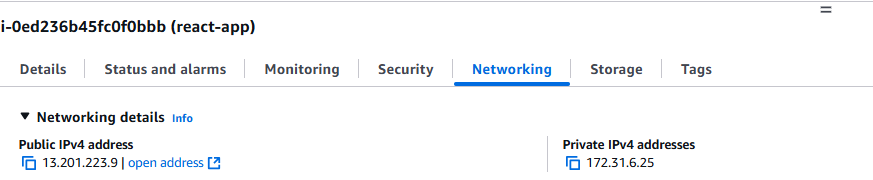 i-0ed236b45fc0f0bbb (react-app)
Details Status and alarms Monitoring Security Networking Storage Tags
Networking details Info
Public IPv4 address Private IPv4 addresses
13.201.223.9 | open address 172.31.6.25